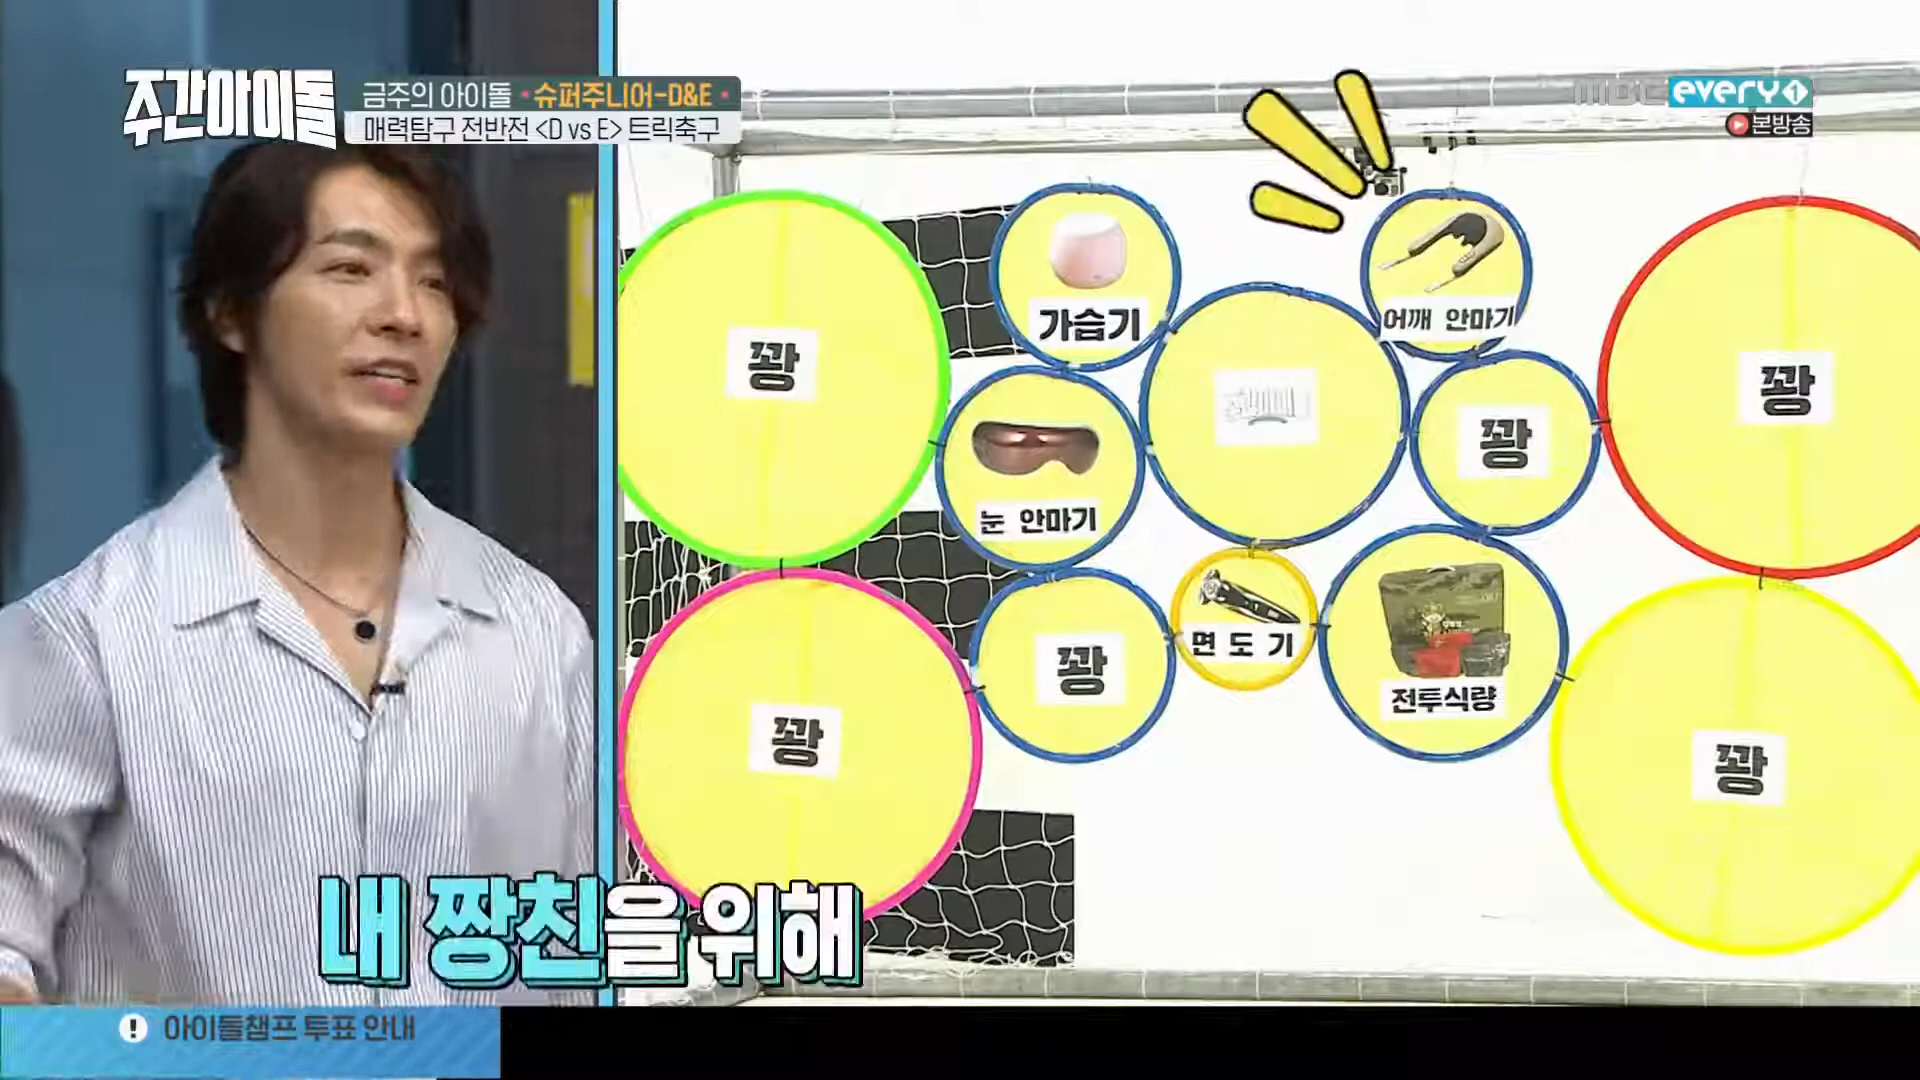 주간아이돌
금주의 아이돌 • 슈퍼주니어-D&E •
매력탐구 전반전 <D vs E> 트릭축구
MBC every1
본방송
꽝
가습기
어깨 안마기
꽝
눈 안마기
꽝
꽝
면도기
전투식량
꽝
꽝
내 짱친을 위해
! 아이돌챔프 투표 안내